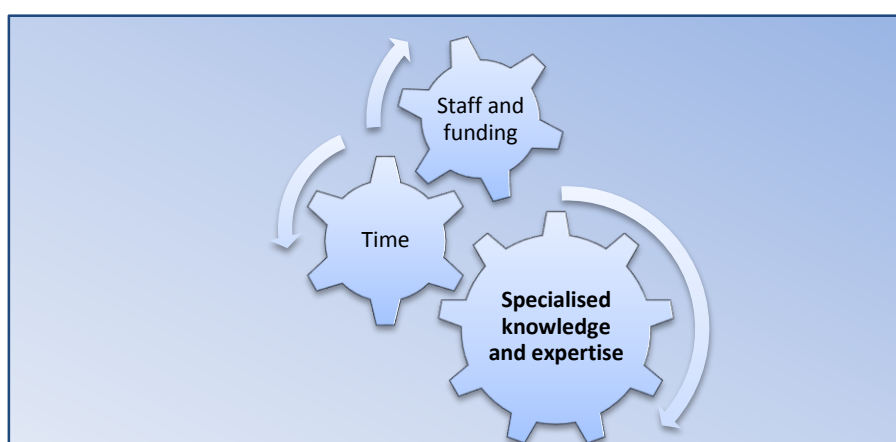 Staff and
funding
Time
Specialised
knowledge
and expertise